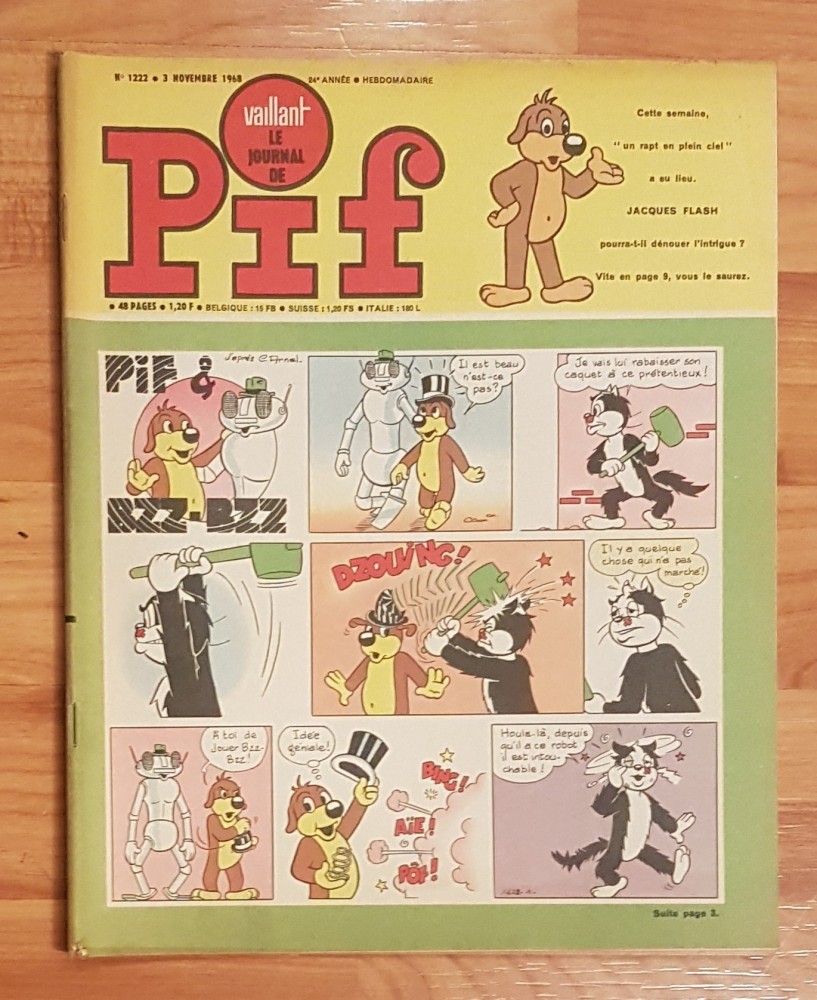 N° 1222 ● 3 NOVEMBRE 1968
24e ANNÉE ● HEBDOMADAIRE
vaillant
LE
JOURNAL
DE
Pif
Cette semaine,
"un rapt en plein ciel"
a eu lieu.
JACQUES FLASH
pourra-t-il dénouer l'intrigue ?
Vite en page 9, vous le saurez.
● 48 PAGES ● 1,20 F ● BELGIQUE : 15 FB ● SUISSE : 1,20 FS ● ITALIE : 180 L
PIF &
d'après C. Arnal.
BZZ-BZZ
Il est beau
n'est-ce
pas?
Je vais lui rabaisser son
caquet à ce prétentieux!
DZOUING!
Il y a quelque
chose qui n'a pas
marché!
A toi de
jouer Bzz-
Bzz!
Idée
géniale!
BING!
AÏE!
PÔF!
Houla-là, depuis
qu'il a ce robot
il est intou-
chable!
Suite page 2.